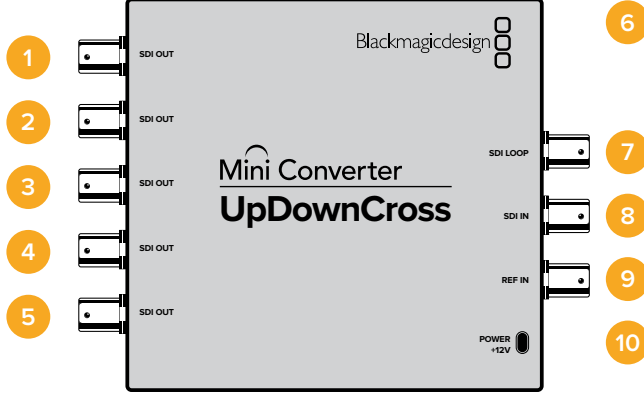 6
Blackmagicdesign
1 SDI OUT
2 SDI OUT
SDI LOOP 7
3 SDI OUT
Mini Converter
UpDownCross
SDI IN 8
4 SDI OUT
REF IN 9
5 SDI OUT
POWER
+12V
10